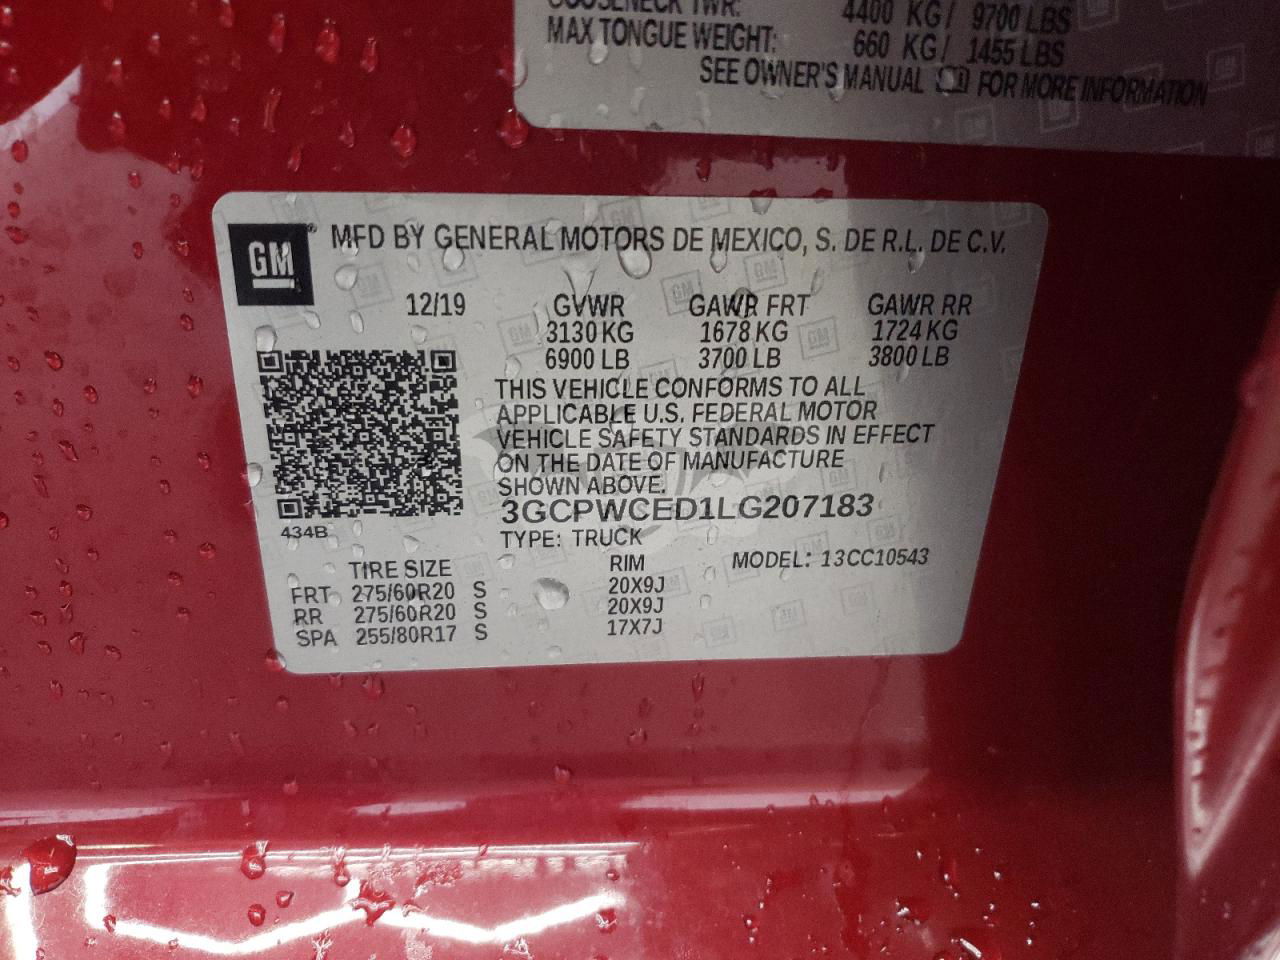 GOOSENECK TWR: 4400 KG/ 9700 LBS
MAX TONGUE WEIGHT: 660 KG/ 1455 LBS
SEE OWNER'S MANUAL FOR MORE INFORMATION
GM ® MFD BY GENERAL MOTORS DE MEXICO, S. DE R.L. DE C.V.
12/19 GVWR GAWR FRT GAWR RR
3130 KG 1678 KG 1724 KG
6900 LB 3700 LB 3800 LB
THIS VEHICLE CONFORMS TO ALL
APPLICABLE U.S. FEDERAL MOTOR
VEHICLE SAFETY STANDARDS IN EFFECT
ON THE DATE OF MANUFACTURE
SHOWN ABOVE.
3GCPWCED1LG207183
434B
TYPE: TRUCK
MODEL: 13CC10543
TIRE SIZE RIM
FRT 275/60R20 S 20X9J
RR 275/60R20 S 20X9J
SPA 255/80R17 S 17X7J